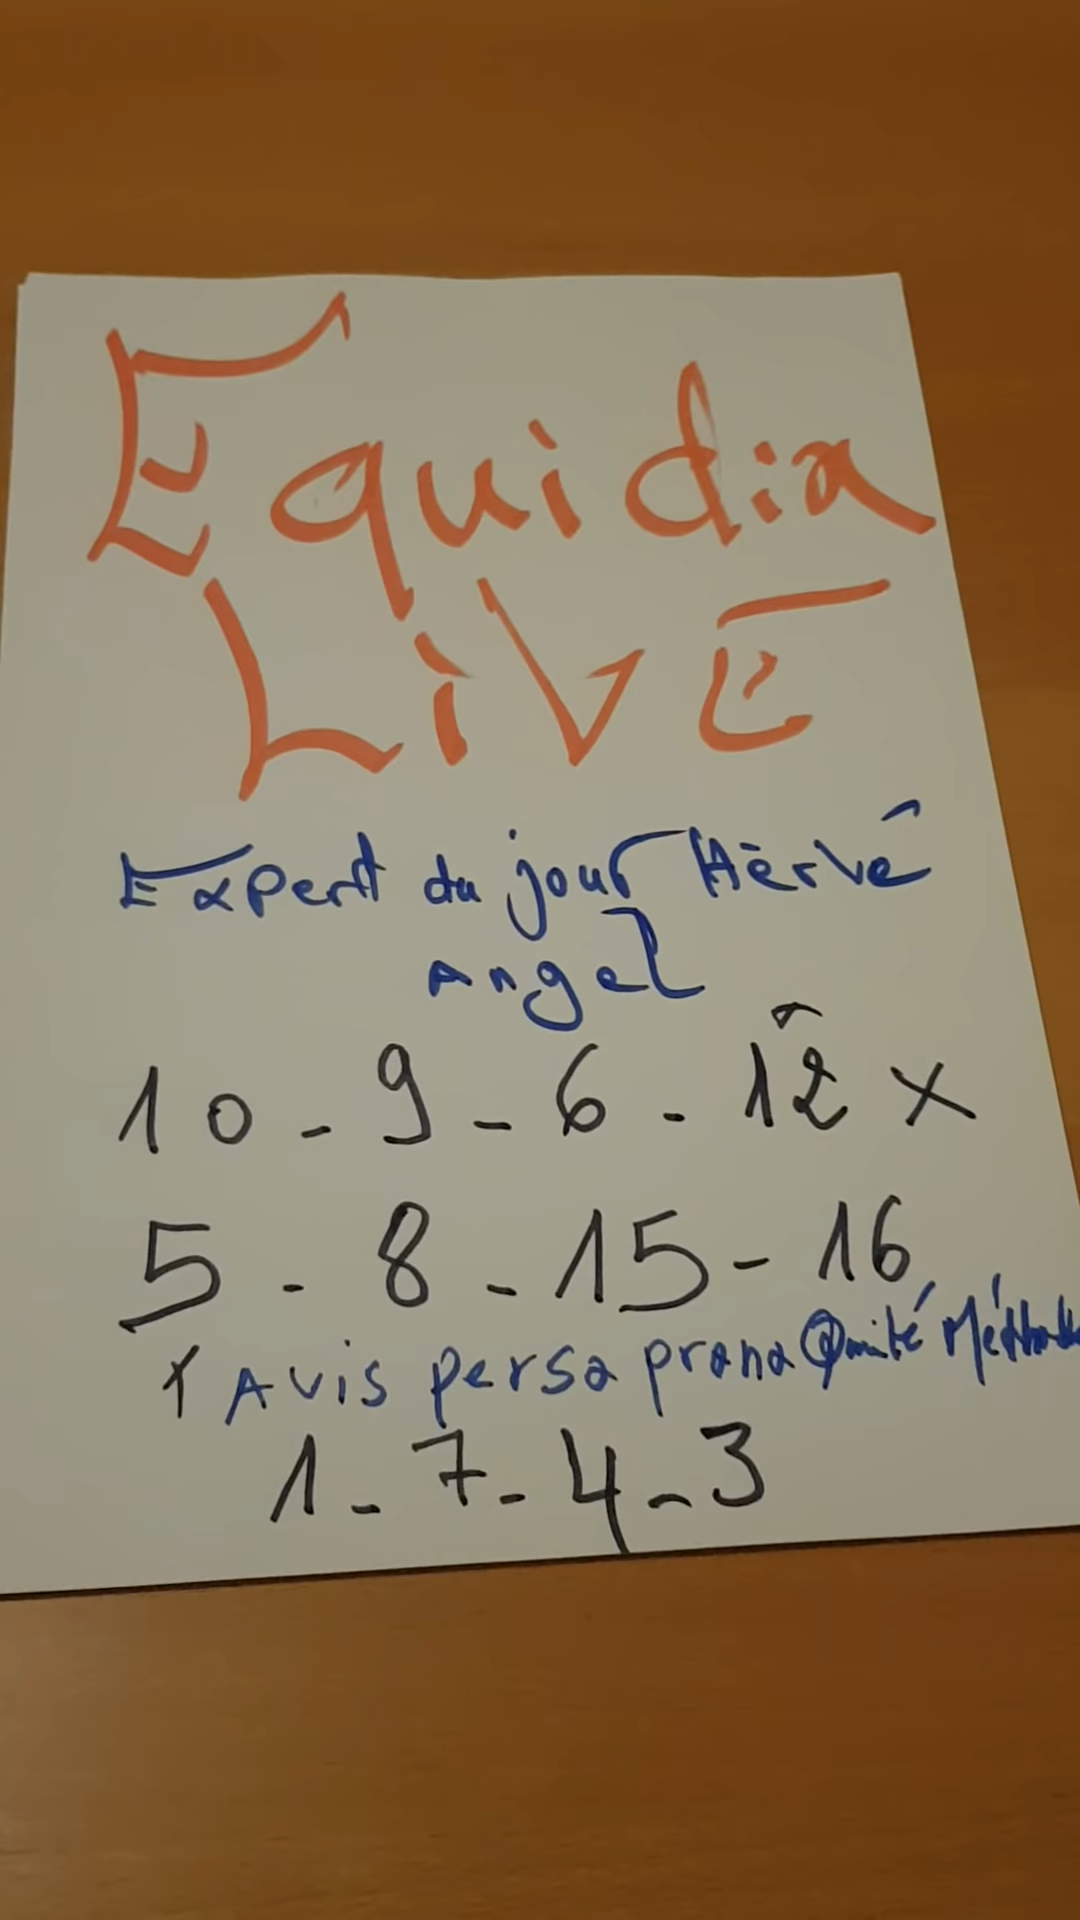 Equidia
LiVE
Expert du jour Hervé
Angel
10 - 9 - 6 - 12 x
5 - 8 - 15 - 16
x Avis perso prono omité
1 - 7 - 4 - 3